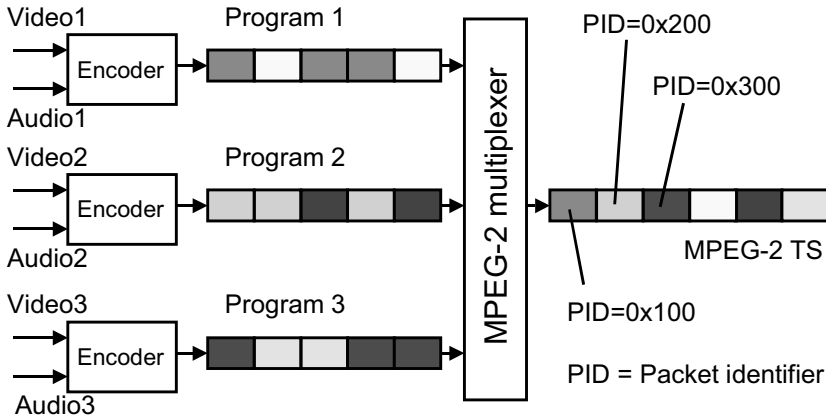 Video1
Program 1
Encoder
Audio1
Video2
Program 2
Encoder
Audio2
Video3
Program 3
Encoder
Audio3
MPEG-2 multiplexer
PID=0x200
PID=0x300
MPEG-2 TS
PID=0x100
PID = Packet identifier